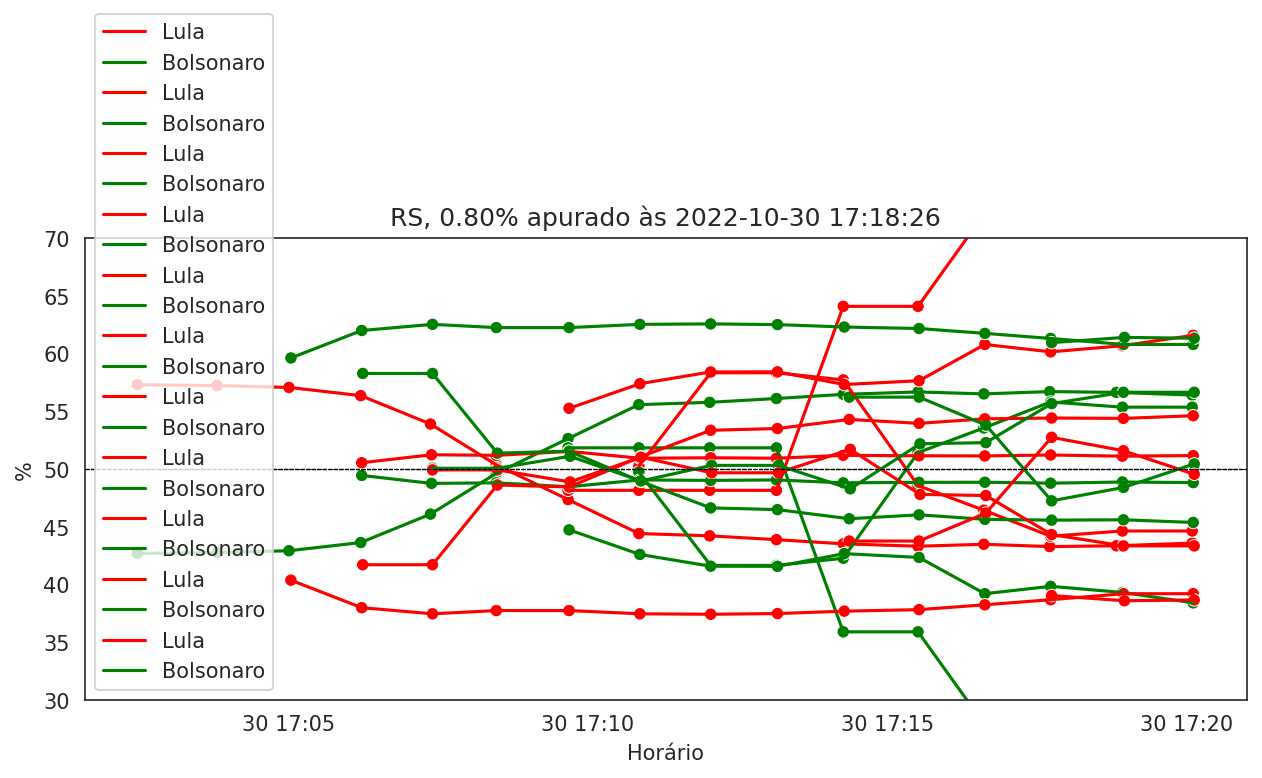 Lula
Bolsonaro
Lula
Bolsonaro
Lula
Bolsonaro
Lula
Bolsonaro
Lula
Bolsonaro
Lula
Bolsonaro
Lula
Bolsonaro
Lula
Bolsonaro
Lula
Bolsonaro
Lula
Bolsonaro
Lula
Bolsonaro
RS, 0.80% apurado às 2022-10-30 17:18:26
70
65
60
55
50
45
40
35
30
%
30 17:05
30 17:10
30 17:15
30 17:20
Horário